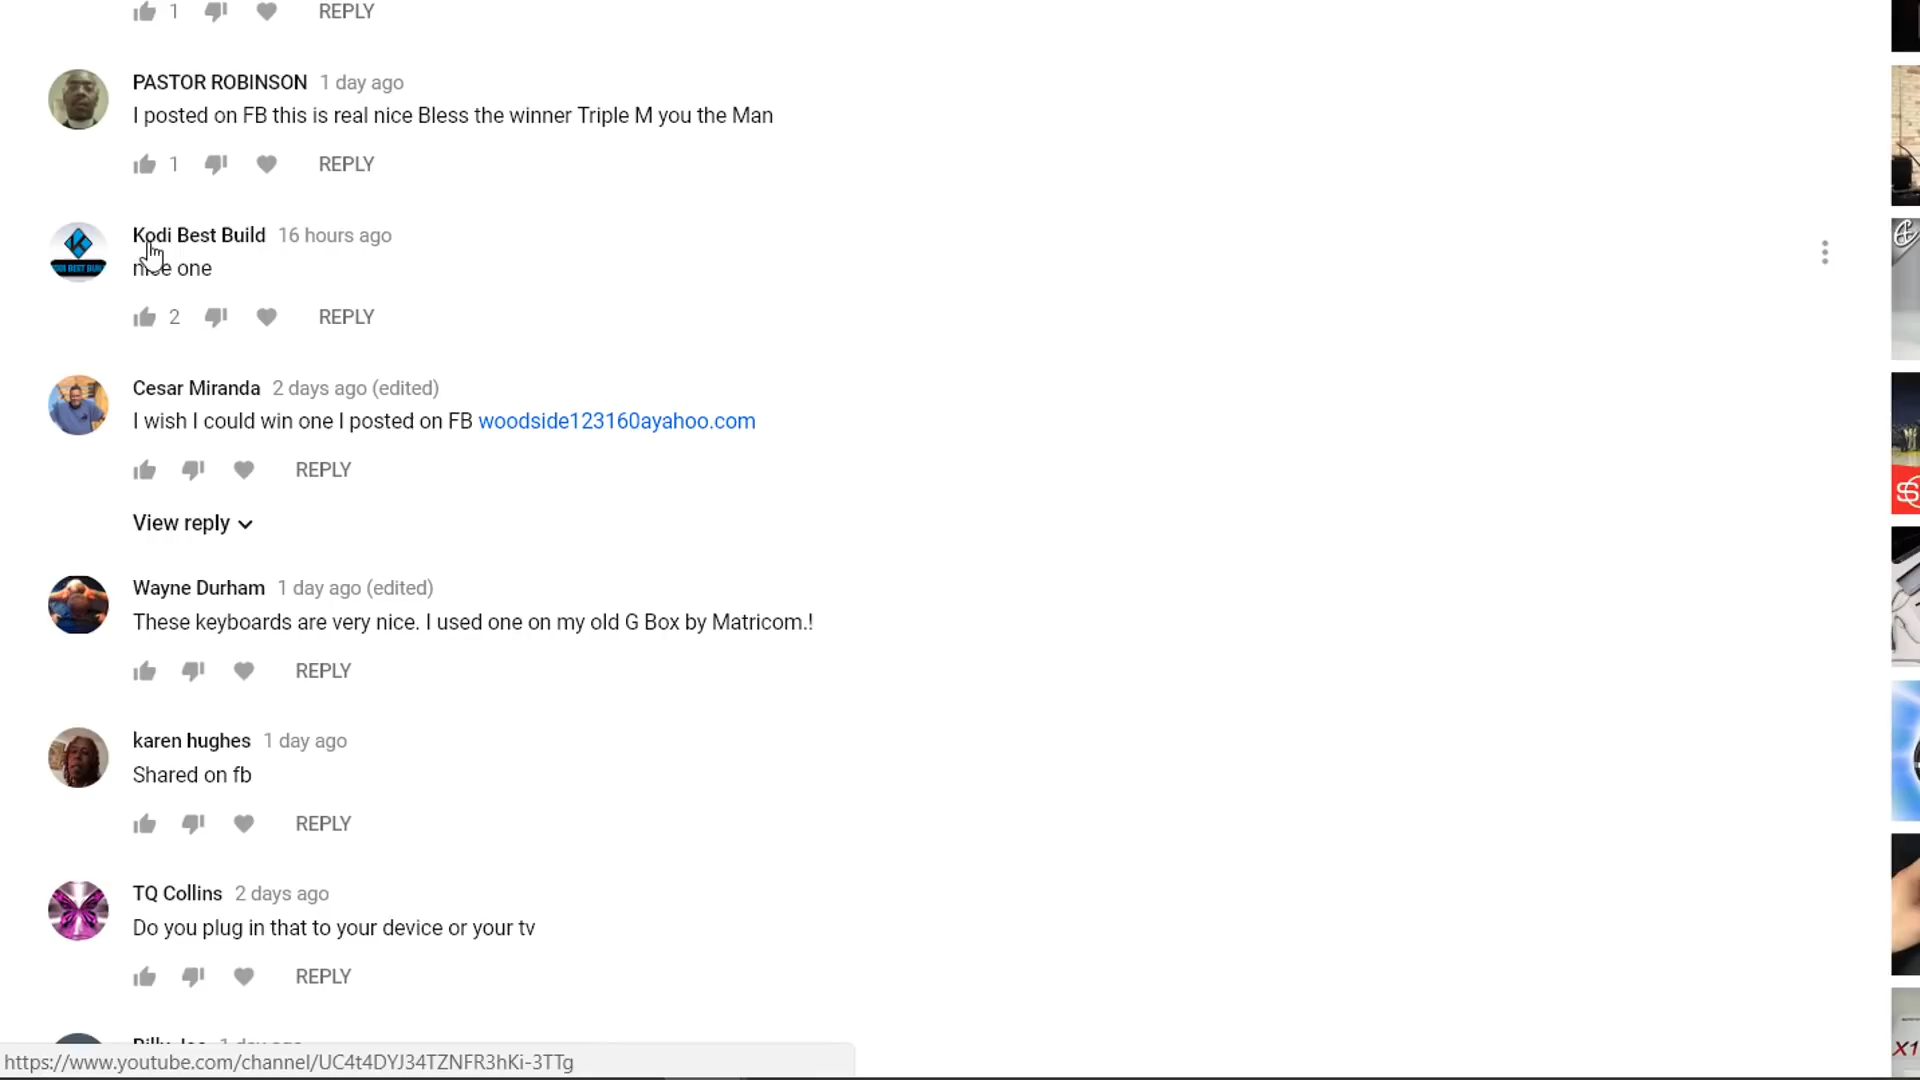 1 REPLY
PASTOR ROBINSON 1 day ago
I posted on FB this is real nice Bless the winner Triple M you the Man
1 REPLY
Kodi Best Build 16 hours ago
nice one
2 REPLY
Cesar Miranda 2 days ago (edited)
I wish I could win one I posted on FB woodside123160ayahoo.com
REPLY
View reply
Wayne Durham 1 day ago (edited)
These keyboards are very nice. I used one on my old G Box by Matricom.!
REPLY
karen hughes 1 day ago
Shared on fb
REPLY
TQ Collins 2 days ago
Do you plug in that to your device or your tv
REPLY
1 day ago
https://www.youtube.com/channel/UC4t4DYJ34TZNFR3hKi-3TTg
X1